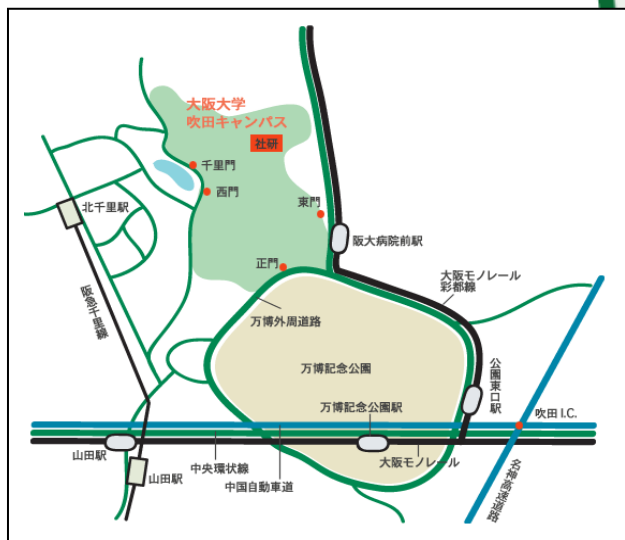 大阪大学
吹田キャンパス
社研
千里門
西門
東門
北千里駅
阪大病院前駅
正門
大阪モノレール
彩都線
阪急千里線
万博外周道路
万博記念公園
公園東口駅
万博記念公園駅
吹田 I.C.
山田駅
中央環状線
大阪モノレール
山田駅
中国自動車道
名神高速道路